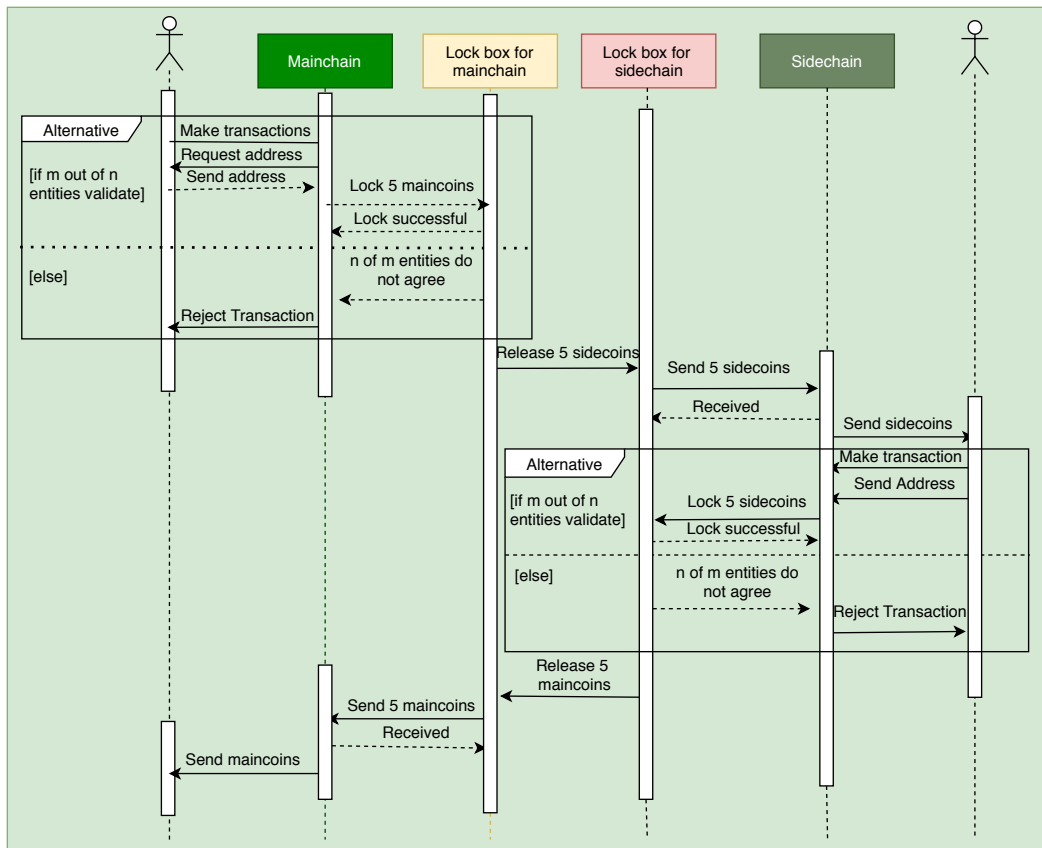 Mainchain
Lock box for
mainchain
Lock box for
sidechain
Sidechain
Alternative
Make transactions
Request address
[if m out of n
entities validate]
Send address
Lock 5 maincoins
Lock successful
n of m entities do
not agree
[else]
Reject Transaction
Release 5 sidecoins
Send 5 sidecoins
Received
Send sidecoins
Make transaction
Alternative
Send Address
[if m out of n
entities validate]
Lock 5 sidecoins
Lock successful
n of m entities do
not agree
[else]
Reject Transaction
Release 5
maincoins
Send 5 maincoins
Received
Send maincoins